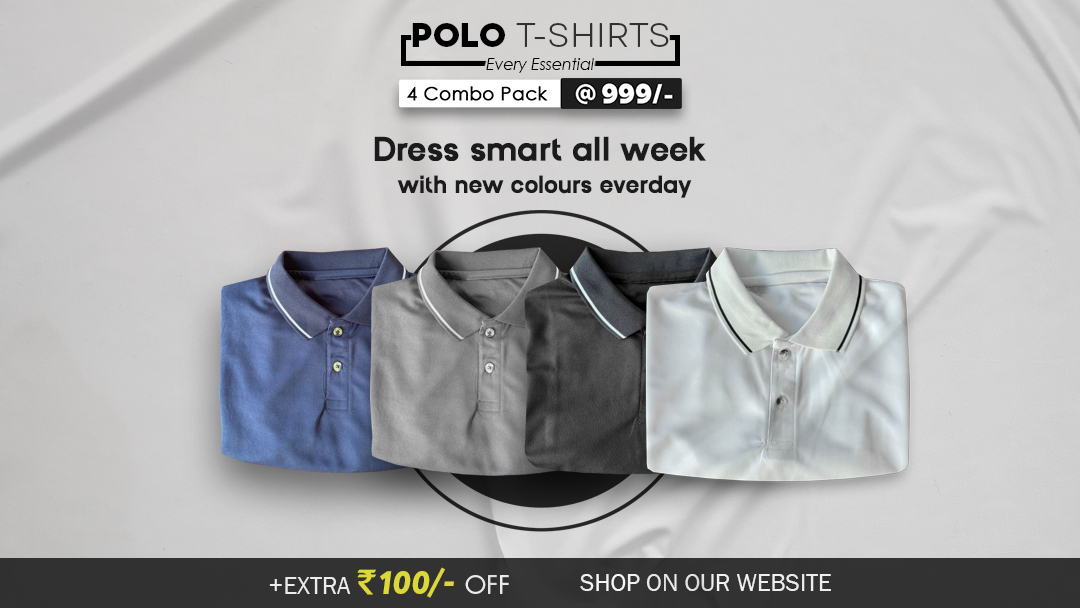 POLO T-SHIRTS
Every Essential
4 Combo Pack @ 999/-
Dress smart all week
with new colours everday
+EXTRA ₹100/- OFF SHOP ON OUR WEBSITE